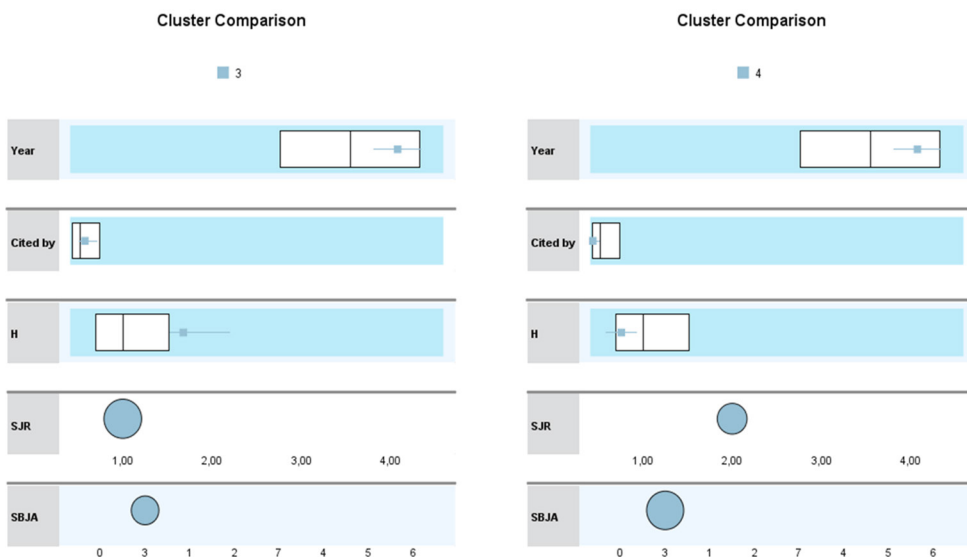 Cluster Comparison
3
Year
Cited by
H
SJR
1,00 2,00 3,00 4,00
SBJA
0 3 1 2 7 4 5 6
Cluster Comparison
4
Year
Cited by
H
SJR
1,00 2,00 3,00 4,00
SBJA
0 3 1 2 7 4 5 6